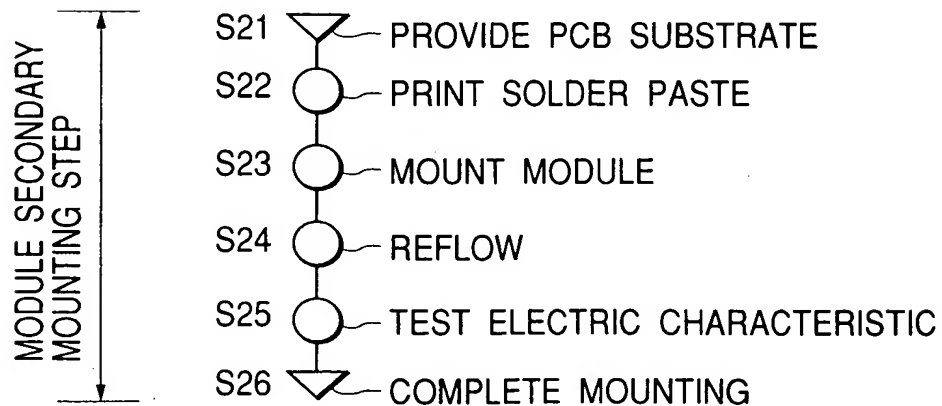 MODULE SECONDARY
MOUNTING STEP
S21 PROVIDE PCB SUBSTRATE
S22 PRINT SOLDER PASTE
S23 MOUNT MODULE
S24 REFLOW
S25 TEST ELECTRIC CHARACTERISTIC
S26 COMPLETE MOUNTING